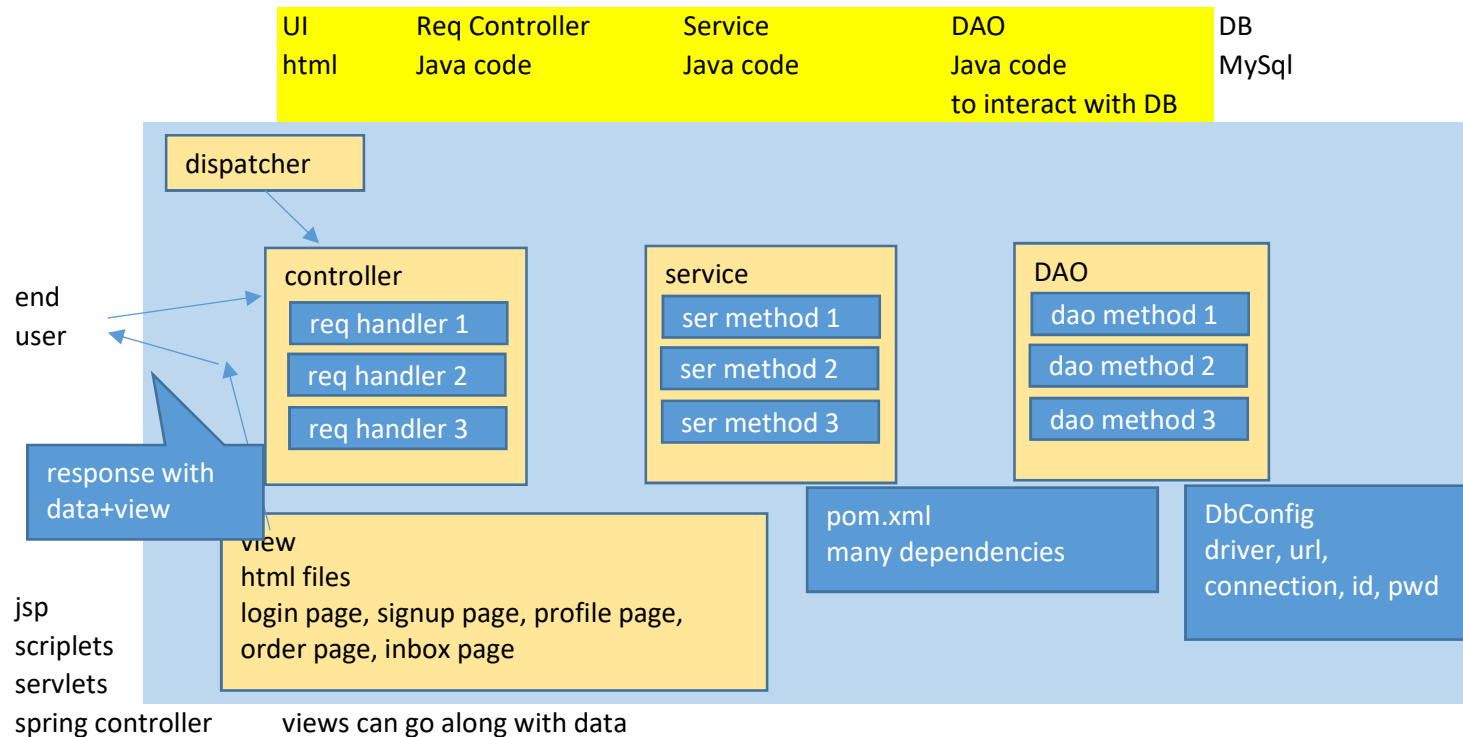 UI Req Controller Service DAO DB
html Java code Java code Java code MySql
to interact with DB
dispatcher
controller
req handler 1
req handler 2
req handler 3
service
ser method 1
ser method 2
ser method 3
DAO
dao method 1
dao method 2
dao method 3
end
user
response with
data+view
view
html files
login page, signup page, profile page,
order page, inbox page
pom.xml
many dependencies
DbConfig
driver, url,
connection, id, pwd
jsp
scriplets
servlets
spring controller views can go along with data